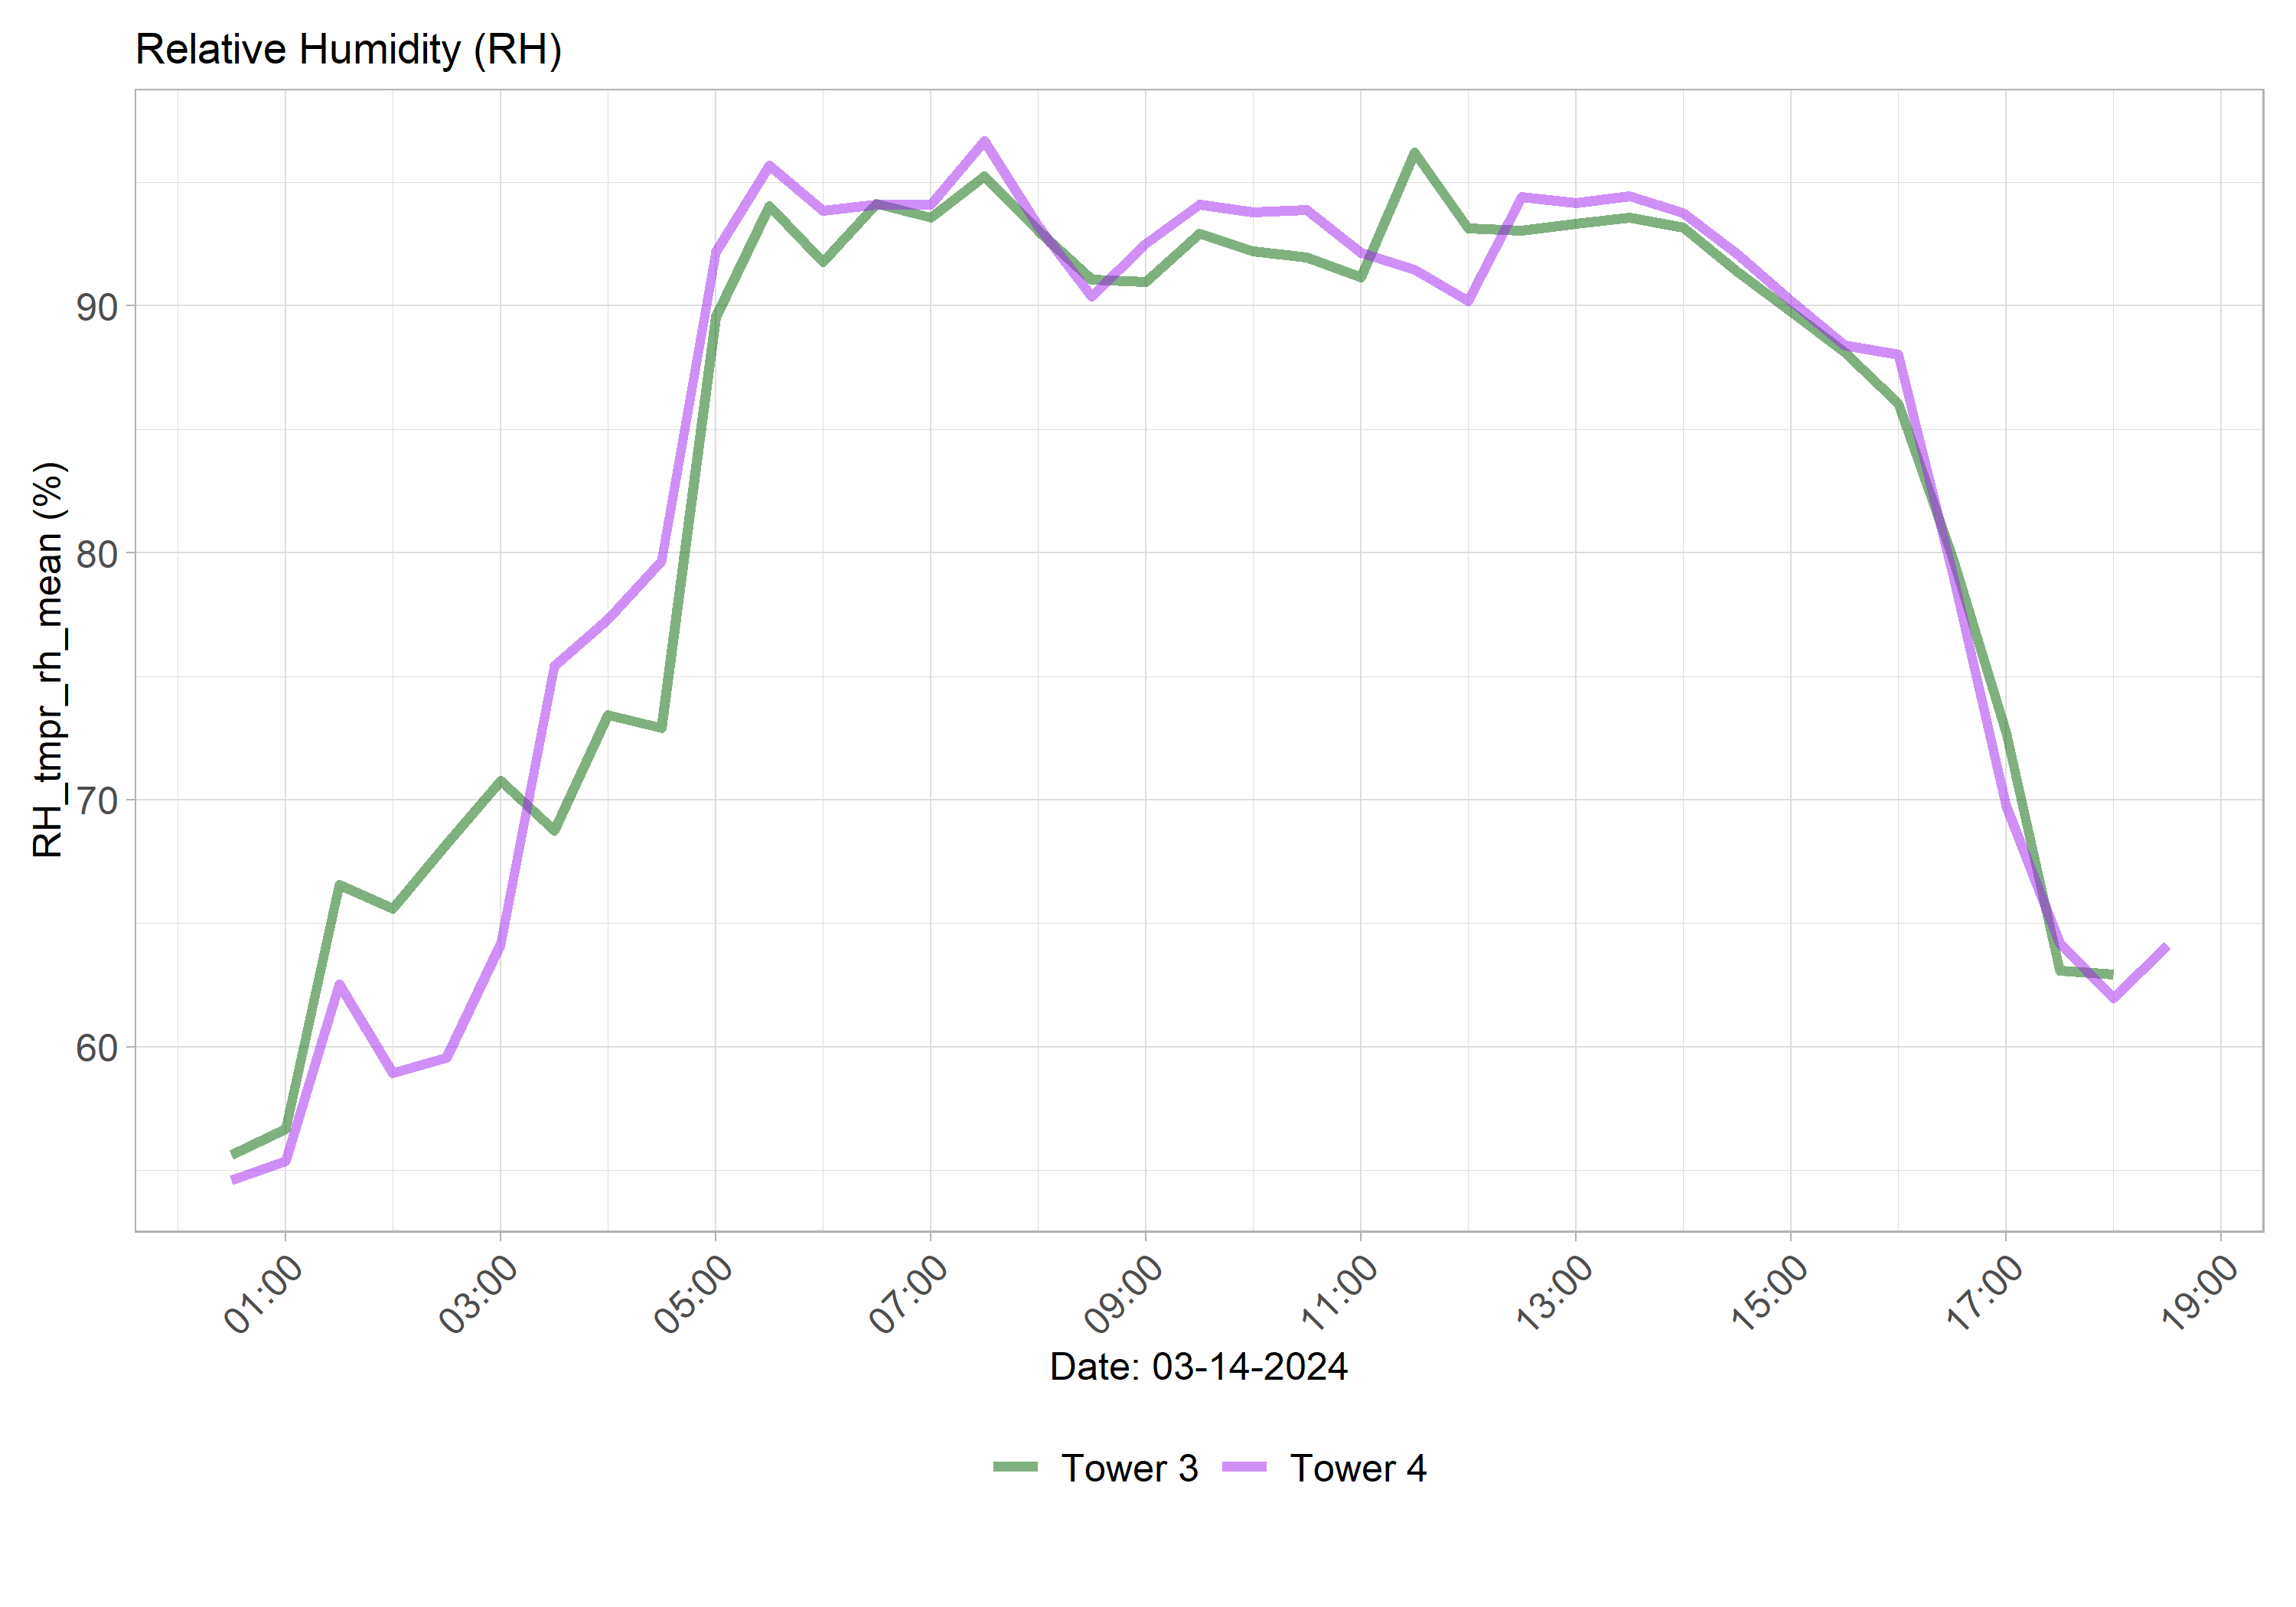 Relative Humidity (RH)
RH_tmpr_rh_mean (%)
90
80
70
60
01:00 03:00 05:00 07:00 09:00 11:00 13:00 15:00 17:00 19:00
Date: 03-14-2024
Tower 3 Tower 4